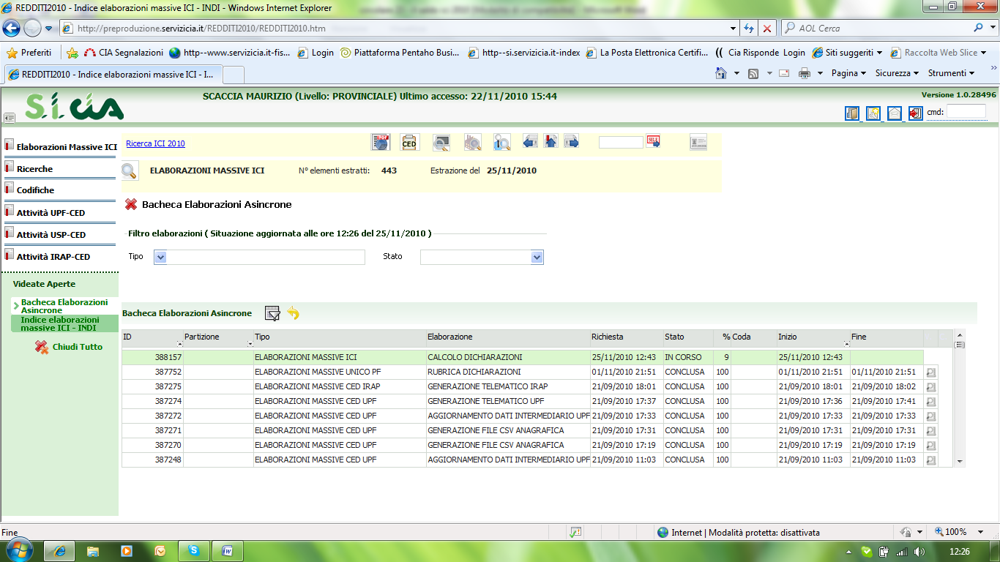 REDDITI2010 - Indice elaborazioni massive ICI - INDI - Windows Internet Explorer
http://preproduzione.servizicia.it/REDDITI2010/REDDITI2010.htm
AOL Cerca
Preferiti
CIA Segnalazioni
http--www.servizicia.it-fis...
Login
Piattaforma Pentaho Busi...
http--si.servizicia.it-index
La Posta Elettronica Certifi...
Cia Risponde Login
Siti suggeriti
Raccolta Web Slice
REDDITI2010 - Indice elaborazioni massive ICI - I...
Pagina
Sicurezza
Strumenti
S.i. cia
SCACCIA MAURIZIO (Livello: PROVINCIALE) Ultimo accesso: 22/11/2010 15:44
Versione 1.0.28496
cmd:
Elaborazioni Massive ICI
Ricerche
Codifiche
Attività UPF-CED
Attività USP-CED
Attività IRAP-CED
Videate Aperte
Bacheca Elaborazioni
Asincrone
Indice elaborazioni
massive ICI - INDI
Chiudi Tutto
Ricerca ICI 2010
CED
ELABORAZIONI MASSIVE ICI N° elementi estratti: 443 Estrazione del 25/11/2010
Bacheca Elaborazioni Asincrone
Filtro elaborazioni ( Situazione aggiornata alle ore 12:26 del 25/11/2010 )
Tipo Stato
Bacheca Elaborazioni Asincrone
ID Partizione Tipo Elaborazione Richiesta Stato % Coda Inizio Fine
388157 ELABORAZIONI MASSIVE ICI CALCOLO DICHIARAZIONI 25/11/2010 12:43 IN CORSO 9 25/11/2010 12:43
387752 ELABORAZIONI MASSIVE UNICO PF RUBRICA DICHIARAZIONI 01/11/2010 21:51 CONCLUSA 100 01/11/2010 21:51 01/11/2010 21:51
387275 ELABORAZIONI MASSIVE CED IRAP GENERAZIONE TELEMATICO IRAP 21/09/2010 18:01 CONCLUSA 100 21/09/2010 18:01 21/09/2010 18:02
387274 ELABORAZIONI MASSIVE CED UPF GENERAZIONE TELEMATICO UPF 21/09/2010 17:37 CONCLUSA 100 21/09/2010 17:36 21/09/2010 17:41
387272 ELABORAZIONI MASSIVE CED UPF AGGIORNAMENTO DATI INTERMEDIARIO UPF 21/09/2010 17:33 CONCLUSA 100 21/09/2010 17:33 21/09/2010 17:33
387271 ELABORAZIONI MASSIVE CED UPF GENERAZIONE FILE CSV ANAGRAFICA 21/09/2010 17:31 CONCLUSA 100 21/09/2010 17:31 21/09/2010 17:31
387270 ELABORAZIONI MASSIVE CED UPF GENERAZIONE FILE CSV ANAGRAFICA 21/09/2010 17:19 CONCLUSA 100 21/09/2010 17:19 21/09/2010 17:19
387248 ELABORAZIONI MASSIVE CED UPF AGGIORNAMENTO DATI INTERMEDIARIO UPF 21/09/2010 11:03 CONCLUSA 100 21/09/2010 11:03 21/09/2010 11:03
Fine
Internet | Modalità protetta: disattivata
100%
12:26